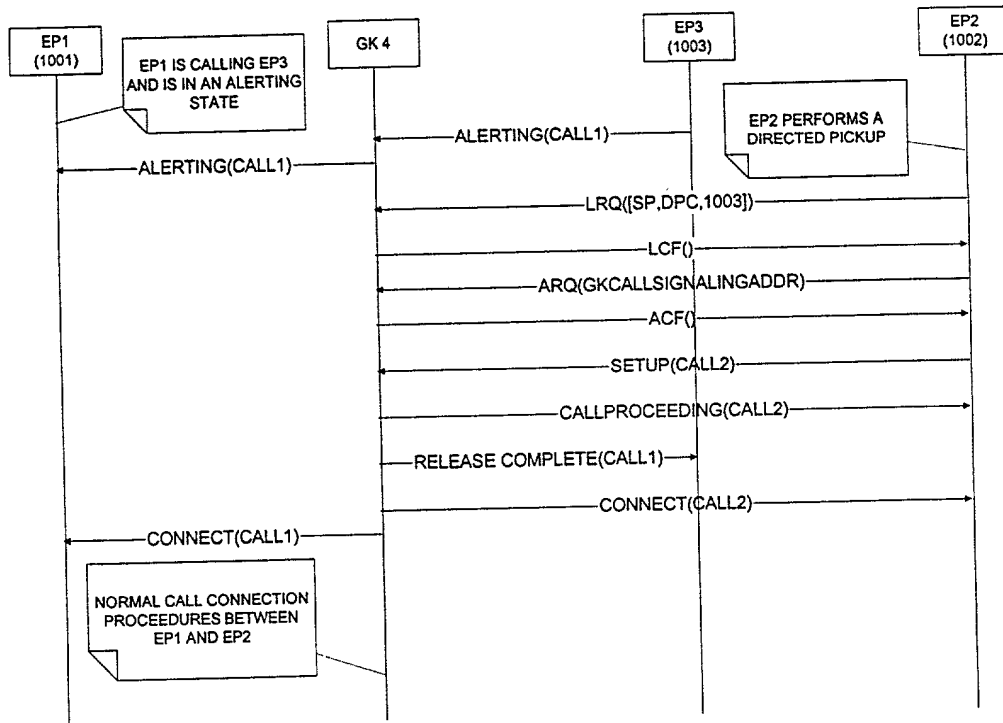 EP1
(1001)
GK 4
EP3
(1003)
EP2
(1002)
EP1 IS CALLING EP3
AND IS IN AN ALERTING
STATE
EP2 PERFORMS A
DIRECTED PICKUP
ALERTING(CALL1)
ALERTING(CALL1)
LRQ([SP,DPC,1003])
LCF()
ARQ(GKCALLSIGNALINGADDR)
ACF()
SETUP(CALL2)
CALLPROCEEDING(CALL2)
RELEASE COMPLETE(CALL1)
CONNECT(CALL2)
CONNECT(CALL1)
NORMAL CALL CONNECTION
PROCEEDURES BETWEEN
EP1 AND EP2